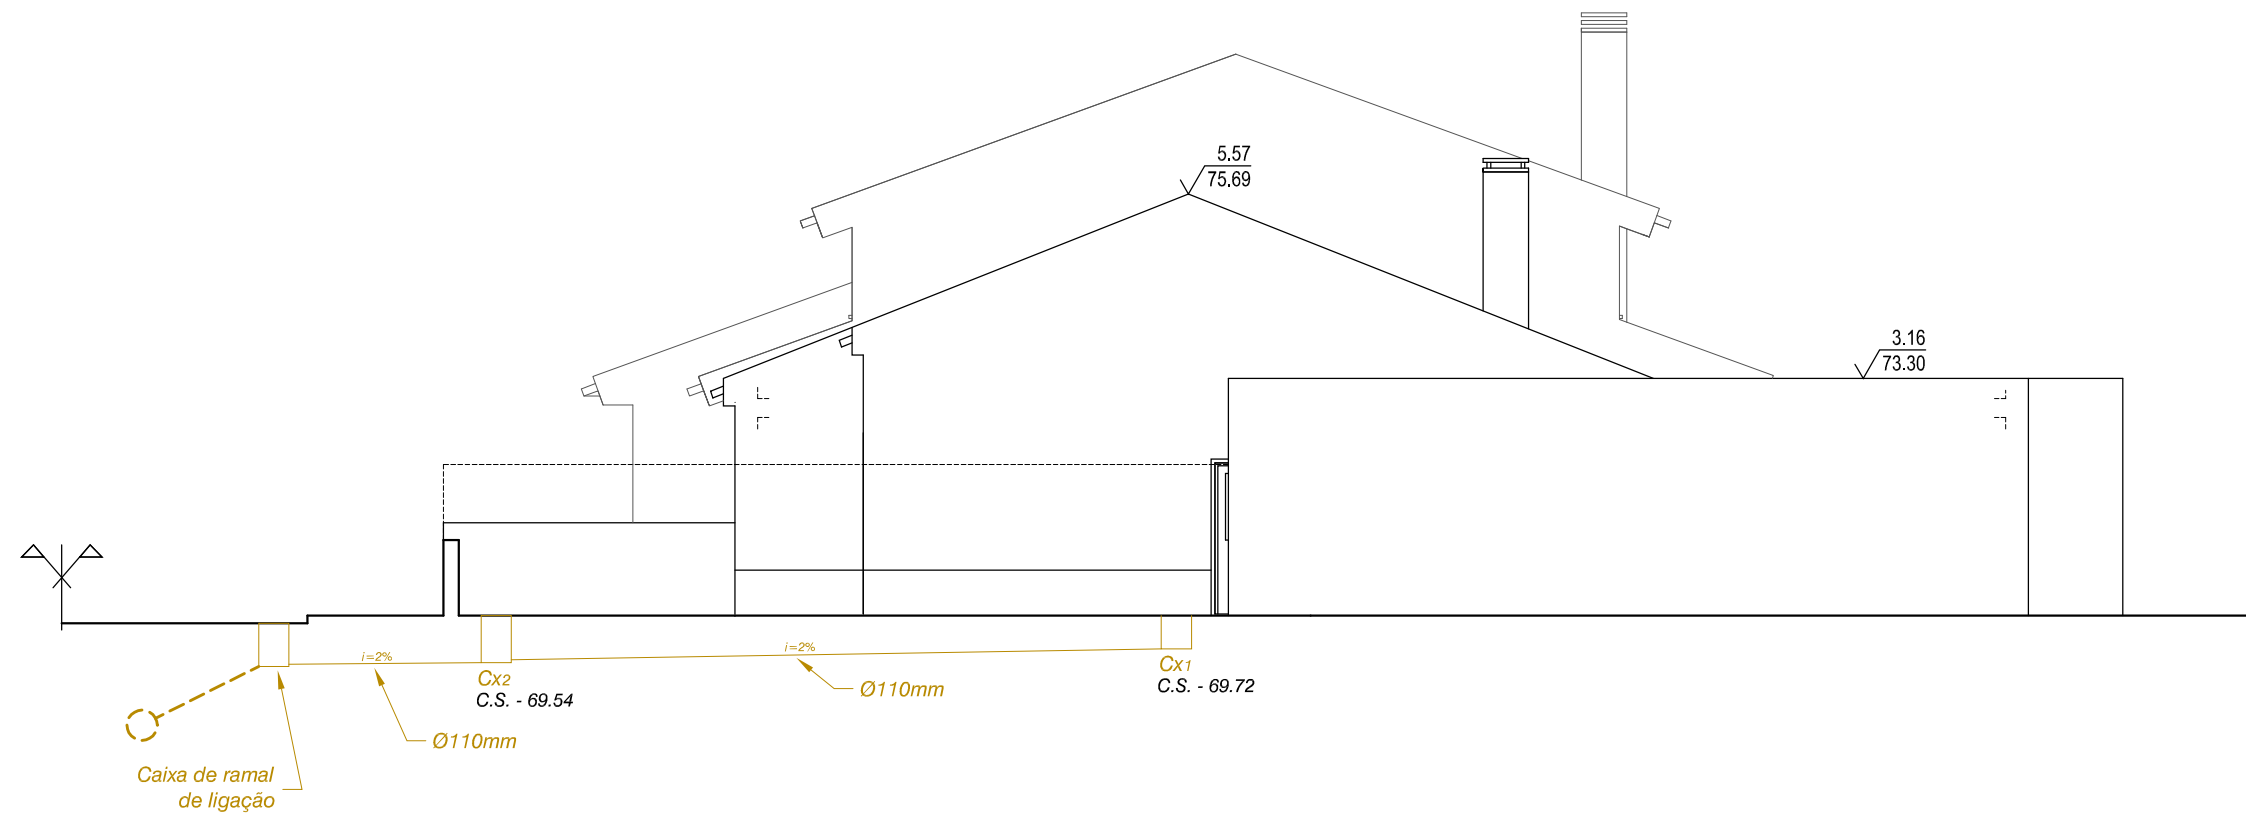 5.57
75.69
3.16
73.30
i=2%
i=2%
Cx1
C.S. - 69.72
Cx2
C.S. - 69.54
Ø110mm
Ø110mm
Caixa de ramal
de ligação